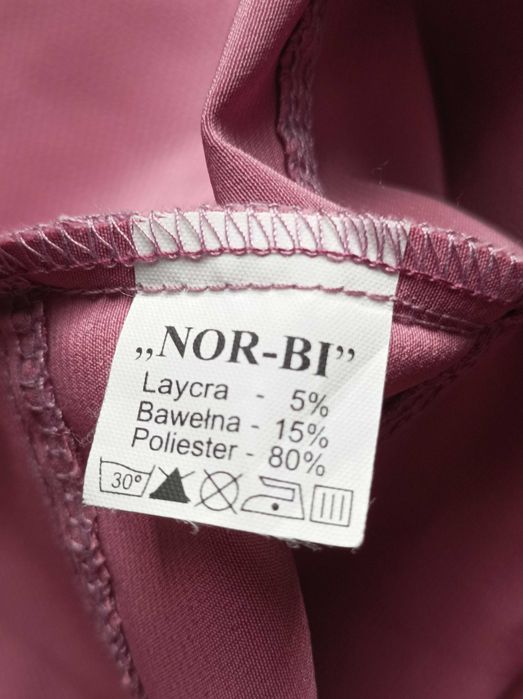 „NOR-BI”
Laycra - 5%
Bawełna - 15%
Poliester - 80%
30°